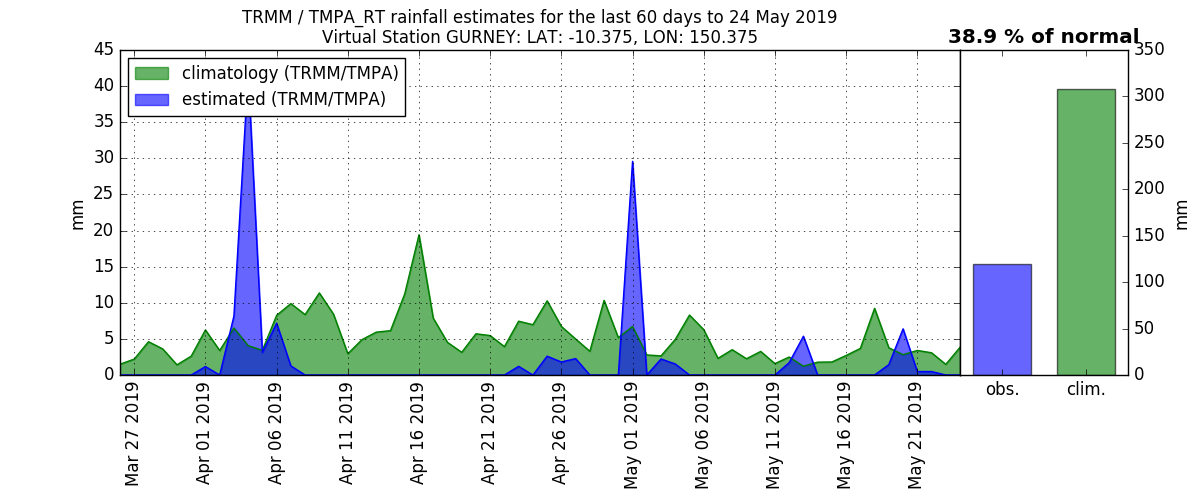 TRMM / TMPA_RT rainfall estimates for the last 60 days to 24 May 2019
Virtual Station GURNEY: LAT: -10.375, LON: 150.375
38.9 % of normal
climatology (TRMM/TMPA)
estimated (TRMM/TMPA)
45
40
35
30
25
20
15
10
5
0
mm
Mar 27 2019
Apr 01 2019
Apr 06 2019
Apr 11 2019
Apr 16 2019
Apr 21 2019
Apr 26 2019
May 01 2019
May 06 2019
May 11 2019
May 16 2019
May 21 2019
350
300
250
200
150
100
50
0
mm
obs.
clim.